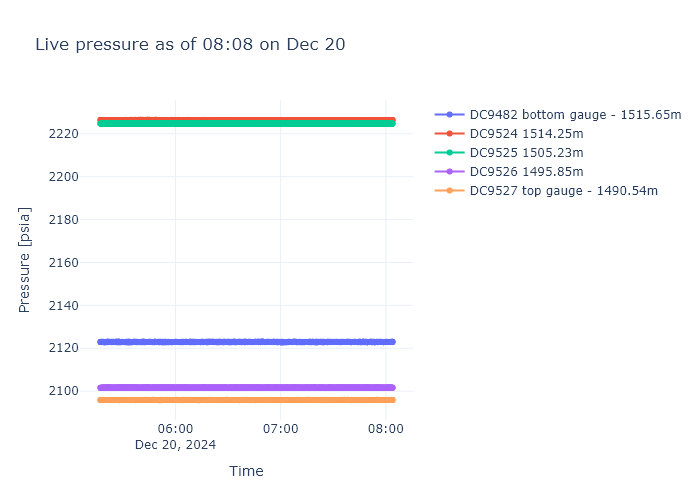 Live pressure as of 08:08 on Dec 20
DC9482 bottom gauge - 1515.65m
DC9524 1514.25m
DC9525 1505.23m
DC9526 1495.85m
DC9527 top gauge - 1490.54m
Pressure [psia]
2220
2200
2180
2160
2140
2120
2100
06:00
07:00
08:00
Dec 20, 2024
Time